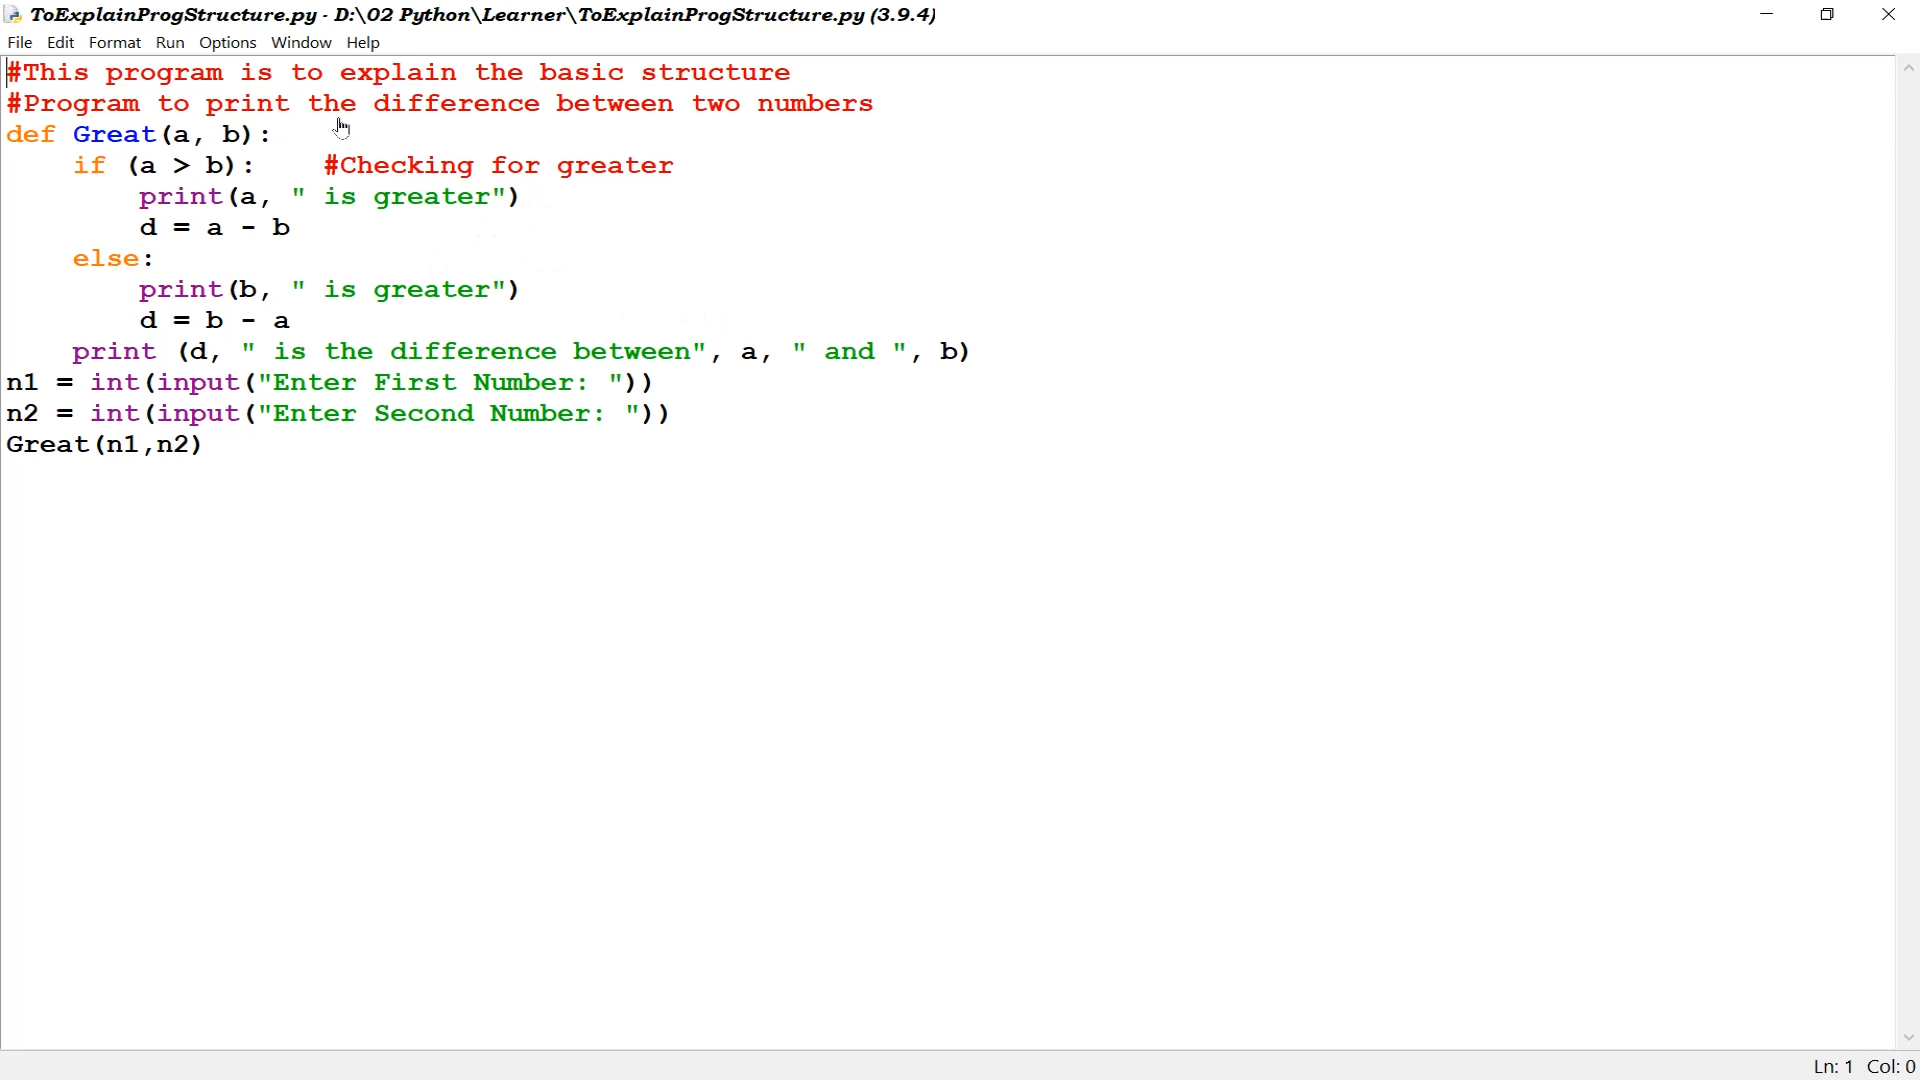 ToExplainProgStructure.py - D:\02 Python\Learner\ToExplainProgStructure.py (3.9.4)
File Edit Format Run Options Window Help
#This program is to explain the basic structure
#Program to print the difference between two numbers
def Great(a, b):
    if (a > b):    #Checking for greater
        print(a, " is greater")
        d = a - b
    else:
        print(b, " is greater")
        d = b - a
    print (d, " is the difference between", a, " and ", b)
n1 = int(input("Enter First Number: "))
n2 = int(input("Enter Second Number: "))
Great(n1,n2)
Ln: 1 Col: 0